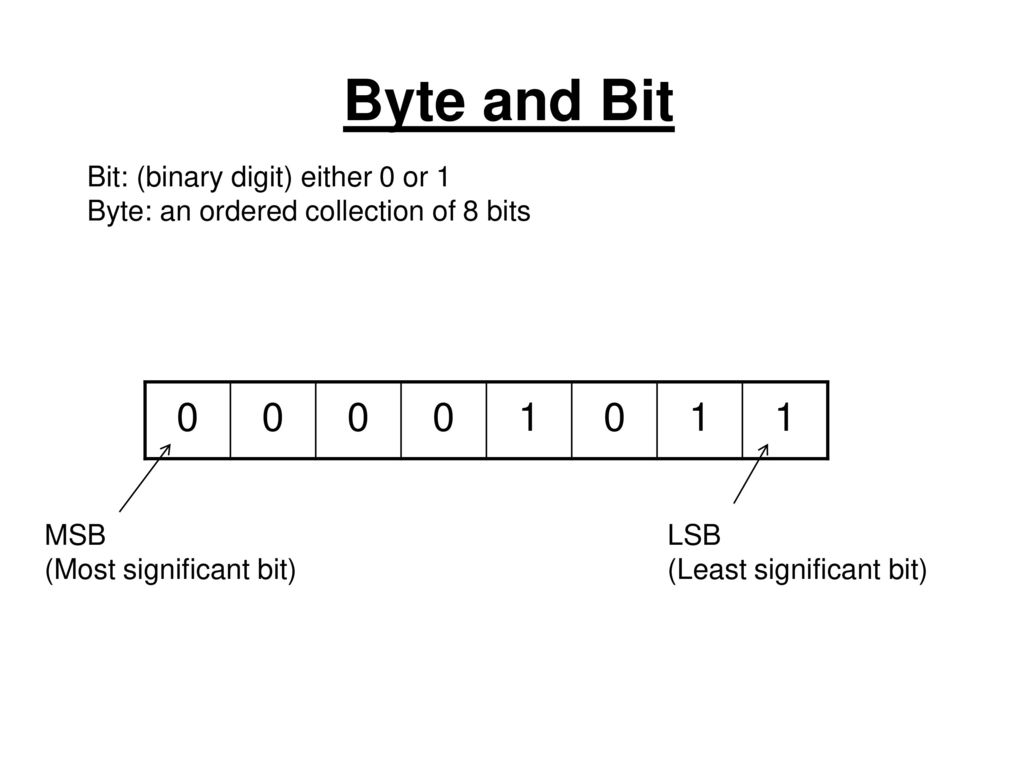 Byte and Bit
Bit: (binary digit) either 0 or 1
Byte: an ordered collection of 8 bits
0 0 0 0 1 0 1 1
MSB
(Most significant bit)
LSB
(Least significant bit)